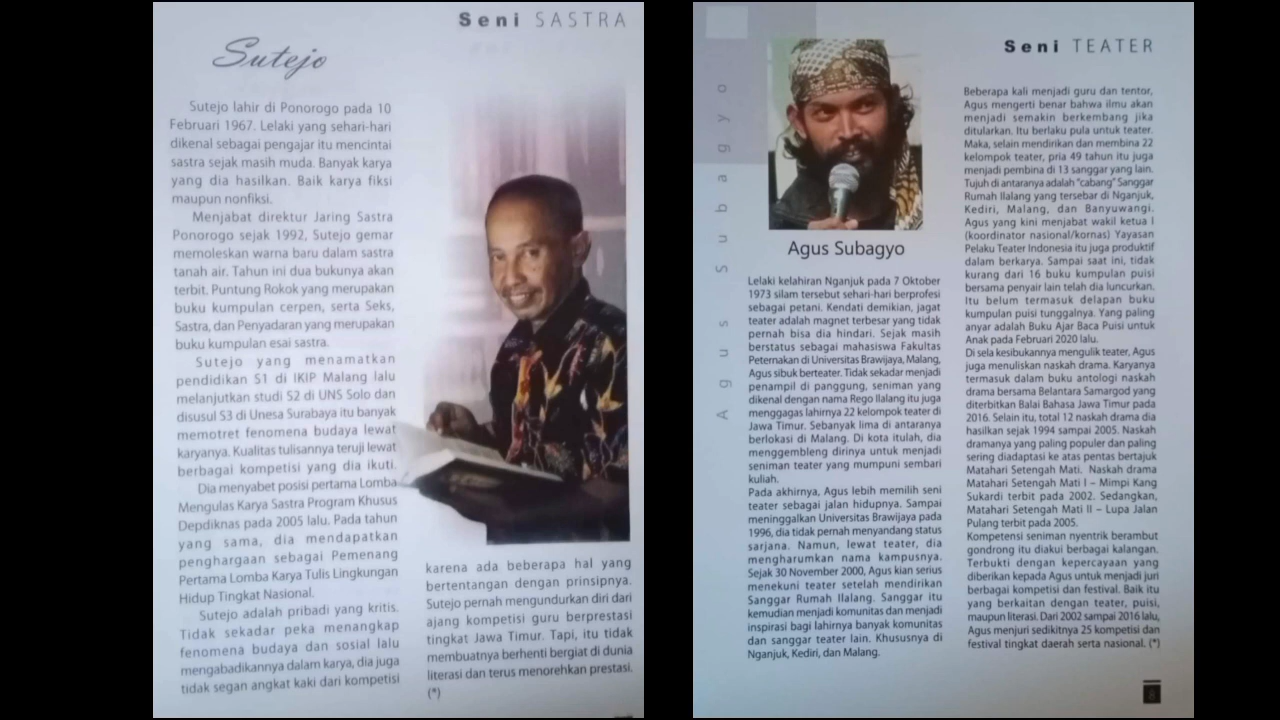 Seni SASTRA
Sutejo
Sutejo lahir di Ponorogo pada 10
Februari 1967. Lelaki yang sehari-hari
dikenal sebagai pengajar itu mencintai
sastra sejak masih muda. Banyak karya
yang dia hasilkan. Baik karya fiksi
maupun nonfiksi.
Menjabat direktur Jaring Sastra
Ponorogo sejak 1992, Sutejo gemar
memoleskan warna baru dalam sastra
tanah air. Tahun ini dua bukunya akan
terbit. Puntung Rokok yang merupakan
buku kumpulan cerpen, serta Seks,
Sastra, dan Penyadaran yang merupakan
buku kumpulan esai sastra.
Sutejo yang menamatkan
pendidikan S1 di IKIP Malang lalu
melanjutkan studi S2 di UNS Solo dan
disusul S3 di Unesa Surabaya itu banyak
memotret fenomena budaya lewat
karyanya. Kualitas tulisannya teruji lewat
berbagai kompetisi yang dia ikuti.
Dia menyabet posisi pertama Lomba
Mengulas Karya Sastra Program Khusus
Depdiknas pada 2005 lalu. Pada tahun
yang sama, dia mendapatkan
penghargaan sebagai Pemenang
Pertama Lomba Karya Tulis Lingkungan
Hidup Tingkat Nasional.
Sutejo adalah pribadi yang kritis.
Tidak sekadar peka menangkap
fenomena budaya dan sosial lalu
mengabadikannya dalam karya, dia juga
tidak segan angkat kaki dari kompetisi
karena ada beberapa hal yang
bertentangan dengan prinsipnya.
Sutejo pernah mengundurkan diri dari
ajang kompetisi guru berprestasi
tingkat Jawa Timur. Tapi, itu tidak
membuatnya berhenti bergiat di dunia
literasi dan terus menorehkan prestasi.
(*)
Seni TEATER
Agus Subagyo
Agus Subagyo
Lelaki kelahiran Nganjuk pada 7 Oktober
1973 silam tersebut sehari-hari berprofesi
sebagai petani. Kendati demikian, jagat
teater adalah magnet terbesar yang tidak
pernah bisa dia hindari. Sejak masih
berstatus sebagai mahasiswa Fakultas
Peternakan di Universitas Brawijaya, Malang,
Agus sibuk berteater. Tidak sekadar menjadi
penampil di panggung, seniman yang
dikenal dengan nama Rego Ilalang itu juga
menggagas lahirnya 22 kelompok teater di
Jawa Timur. Sebanyak lima di antaranya
berlokasi di Malang. Di kota itulah, dia
menggembleng dirinya untuk menjadi
seniman teater yang mumpuni sembari
kuliah.
Pada akhirnya, Agus lebih memilih seni
teater sebagai jalan hidupnya. Sampai
meninggalkan Universitas Brawijaya pada
1996, dia tidak pernah menyandang status
sarjana. Namun, lewat teater, dia
mengharumkan nama kampusnya.
Sejak 30 November 2000, Agus kian serius
menekuni teater setelah mendirikan
Sanggar Rumah Ilalang. Sanggar itu
kemudian menjadi komunitas dan menjadi
inspirasi bagi lahirnya banyak komunitas
dan sanggar teater lain. Khususnya di
Nganjuk, Kediri, dan Malang.
Beberapa kali menjadi guru dan tentor,
Agus mengerti benar bahwa ilmu akan
menjadi semakin berkembang jika
ditularkan. Itu berlaku pula untuk teater.
Maka, selain mendirikan dan membina 22
kelompok teater, pria 49 tahun itu juga
menjadi pembina di 13 sanggar yang lain.
Tujuh di antaranya adalah "cabang" Sanggar
Rumah Ilalang yang tersebar di Nganjuk,
Kediri, Malang, dan Banyuwangi.
Agus yang kini menjabat wakil ketua I
(koordinator nasional/kornas) Yayasan
Pelaku Teater Indonesia itu juga produktif
dalam berkarya. Sampai saat ini, tidak
kurang dari 16 buku kumpulan puisi
bersama penyair lain telah dia luncurkan.
Itu belum termasuk delapan buku
kumpulan puisi tunggalnya. Yang paling
anyar adalah Buku Ajar Baca Puisi untuk
Anak pada Februari 2020 lalu.
Di sela kesibukannya mengulik teater, Agus
juga menuliskan naskah drama. Karyanya
termasuk dalam buku antologi naskah
drama bersama Belantara Samargod yang
diterbitkan Balai Bahasa Jawa Timur pada
2016. Selain itu, total 12 naskah drama dia
hasilkan sejak 1994 sampai 2005. Naskah
dramanya yang paling populer dan paling
sering diadaptasi ke atas pentas bertajuk
Matahari Setengah Mati. Naskah drama
Matahari Setengah Mati I – Mimpi Kang
Sukardi terbit pada 2002. Sedangkan,
Matahari Setengah Mati II – Lupa Jalan
Pulang terbit pada 2005.
Kompetensi seniman nyentrik berambut
gondrong itu diakui berbagai kalangan.
Terbukti dengan kepercayaan yang
diberikan kepada Agus untuk menjadi juri
berbagai kompetisi dan festival. Baik itu
yang berkaitan dengan teater, puisi,
maupun literasi. Dari 2002 sampai 2016 lalu,
Agus menjuri sedikitnya 25 kompetisi dan
festival tingkat daerah serta nasional. (*)